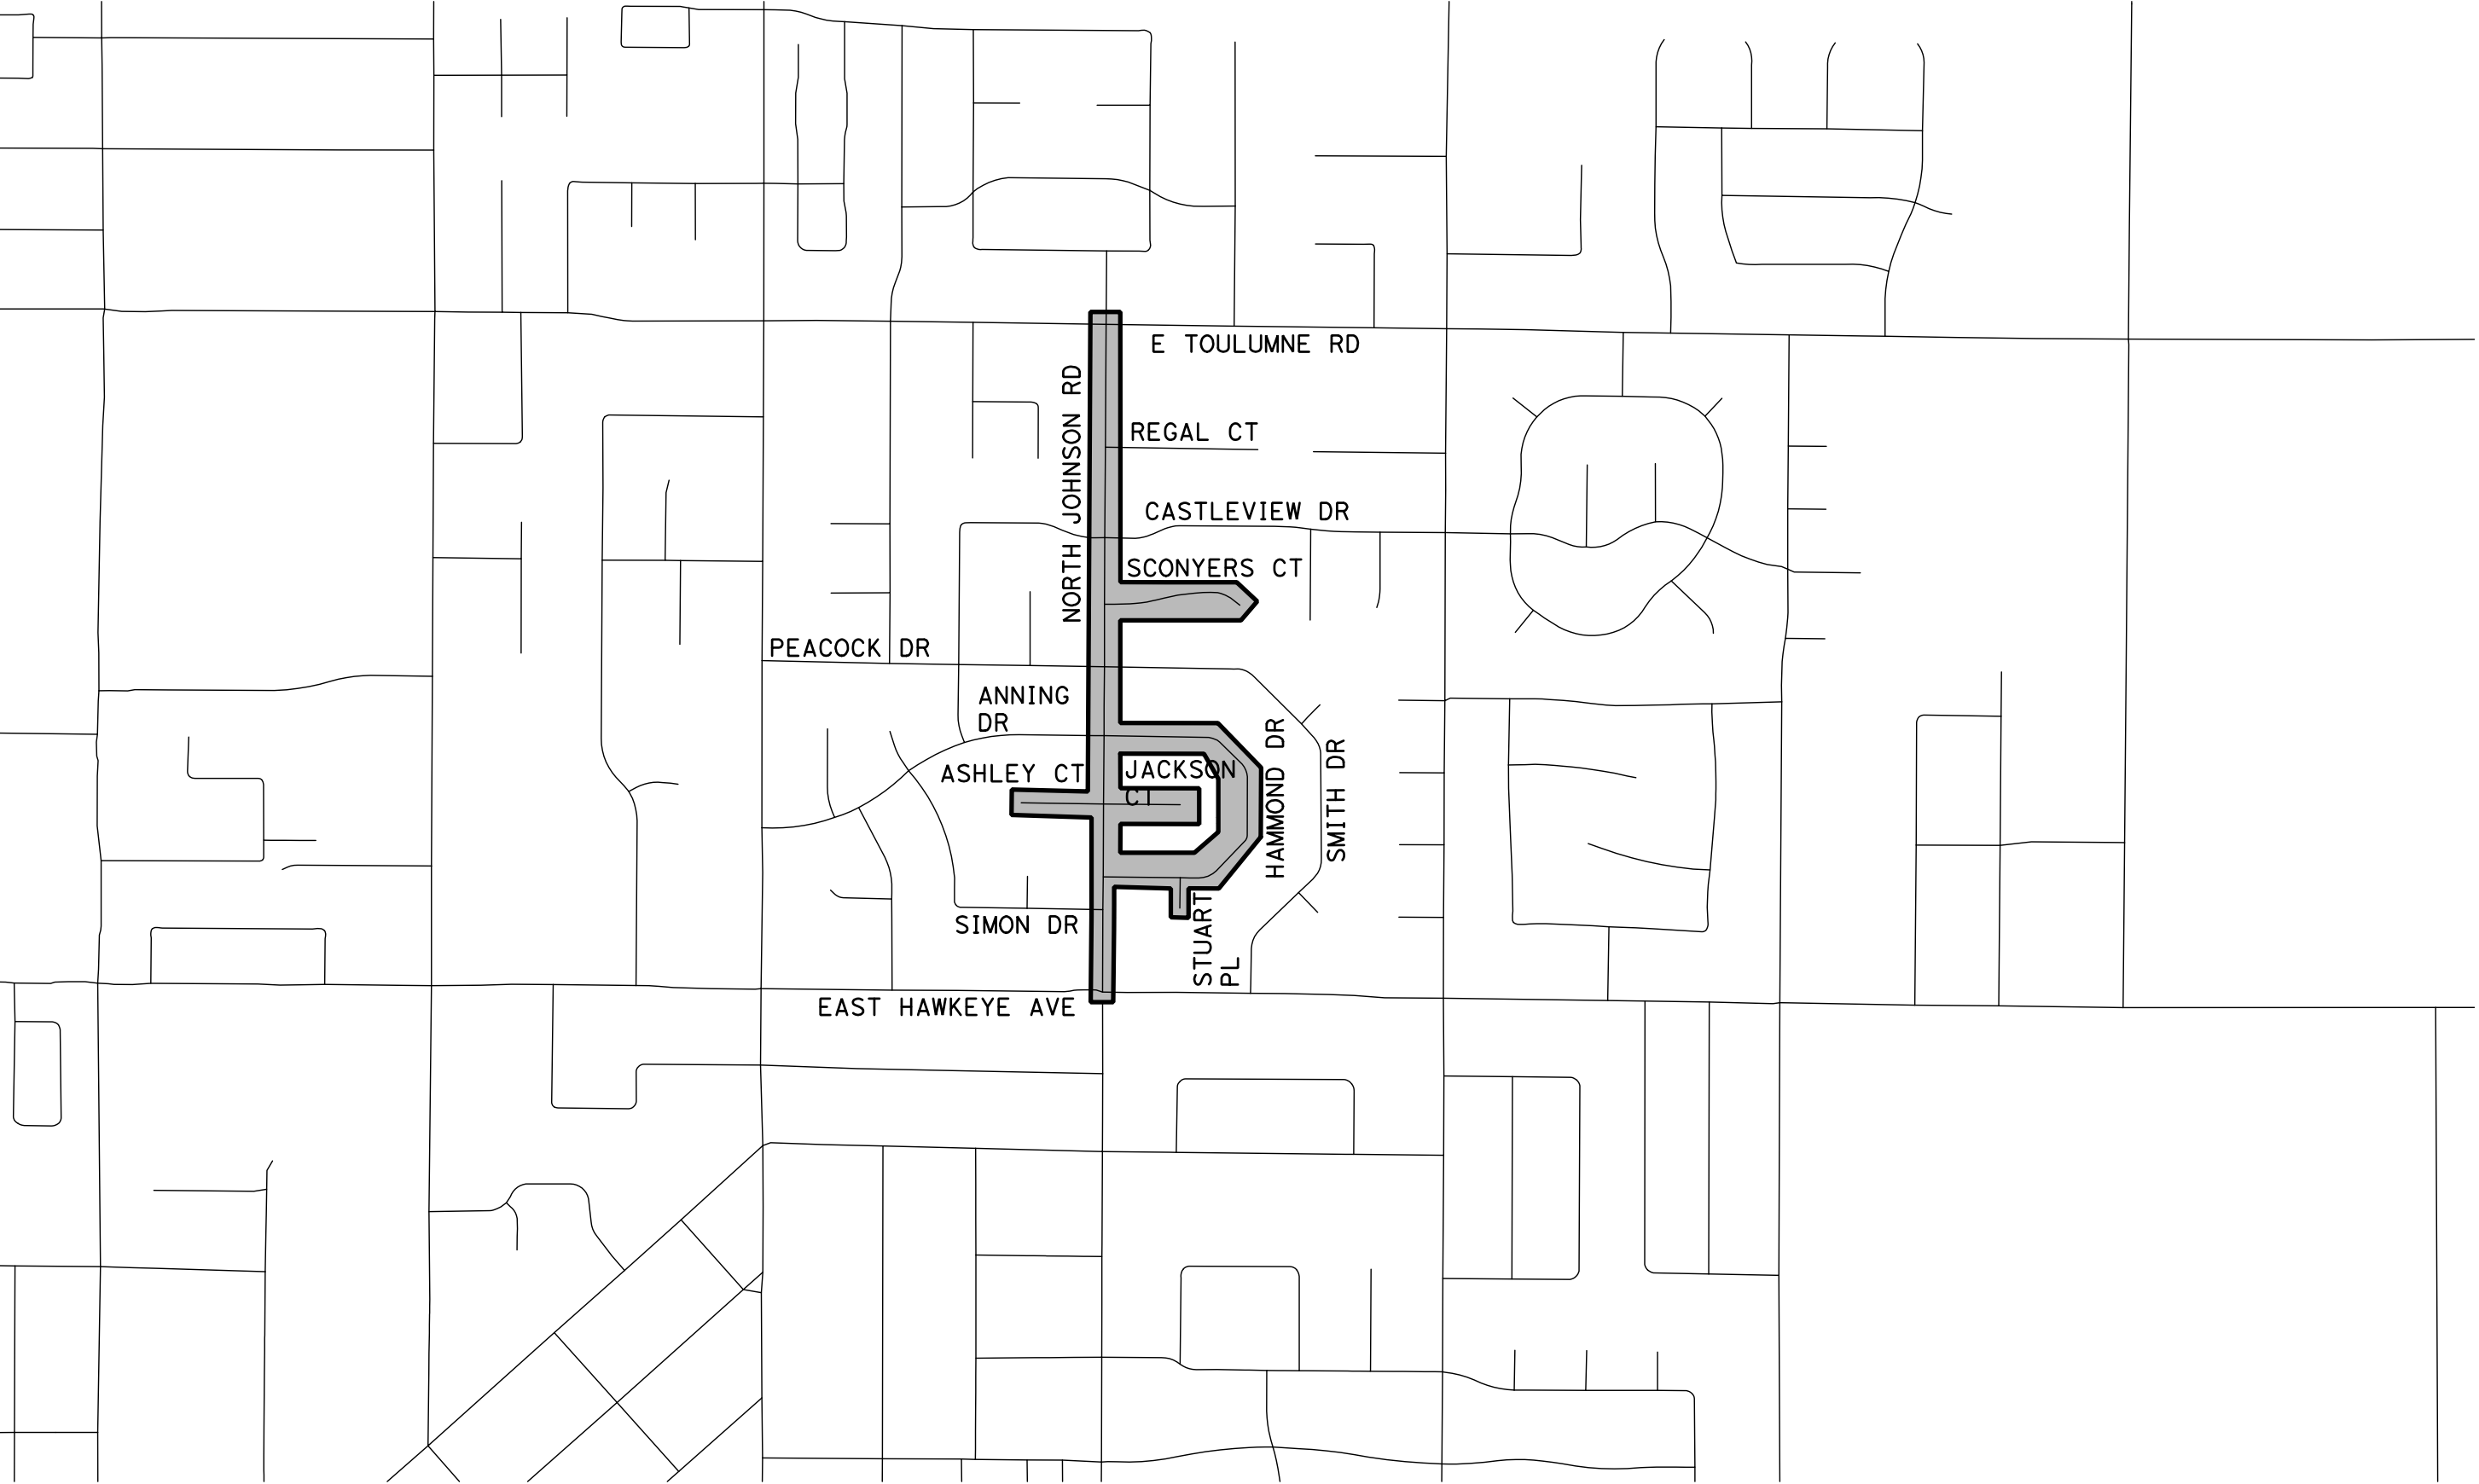 E TOULUMNE RD
NORTH JOHNSON RD
REGAL CT
CASTLEVIEW DR
SCONYERS CT
PEACOCK DR
ANNING
DR
ASHLEY CT
JACKSON
CT
HAMMOND DR
SMITH DR
SIMON DR
STUART
PL
EAST HAWKEYE AVE